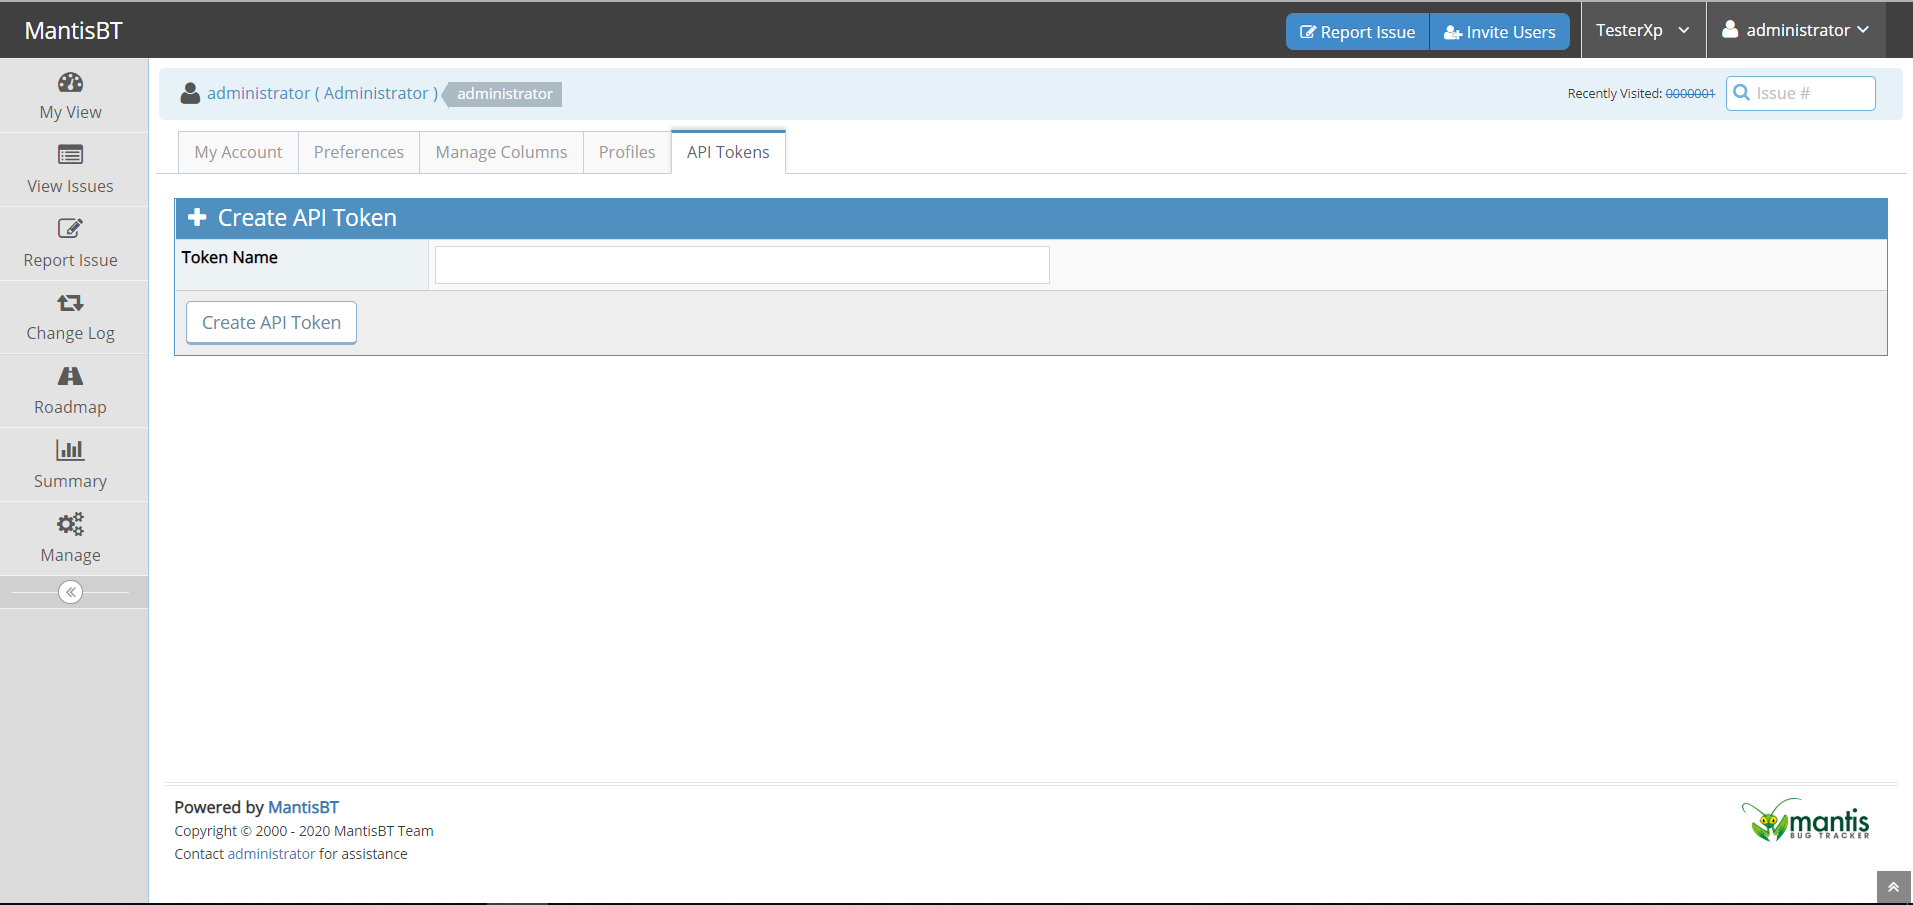 MantisBT
Report Issue
Invite Users
TesterXp
administrator
My View
View Issues
Report Issue
Change Log
Roadmap
Summary
Manage
administrator ( Administrator ) administrator
Recently Visited: 0000001
Issue #
My Account
Preferences
Manage Columns
Profiles
API Tokens
Create API Token
Token Name
Create API Token
Powered by MantisBT
Copyright © 2000 - 2020 MantisBT Team
Contact administrator for assistance
mantis
BUG TRACKER